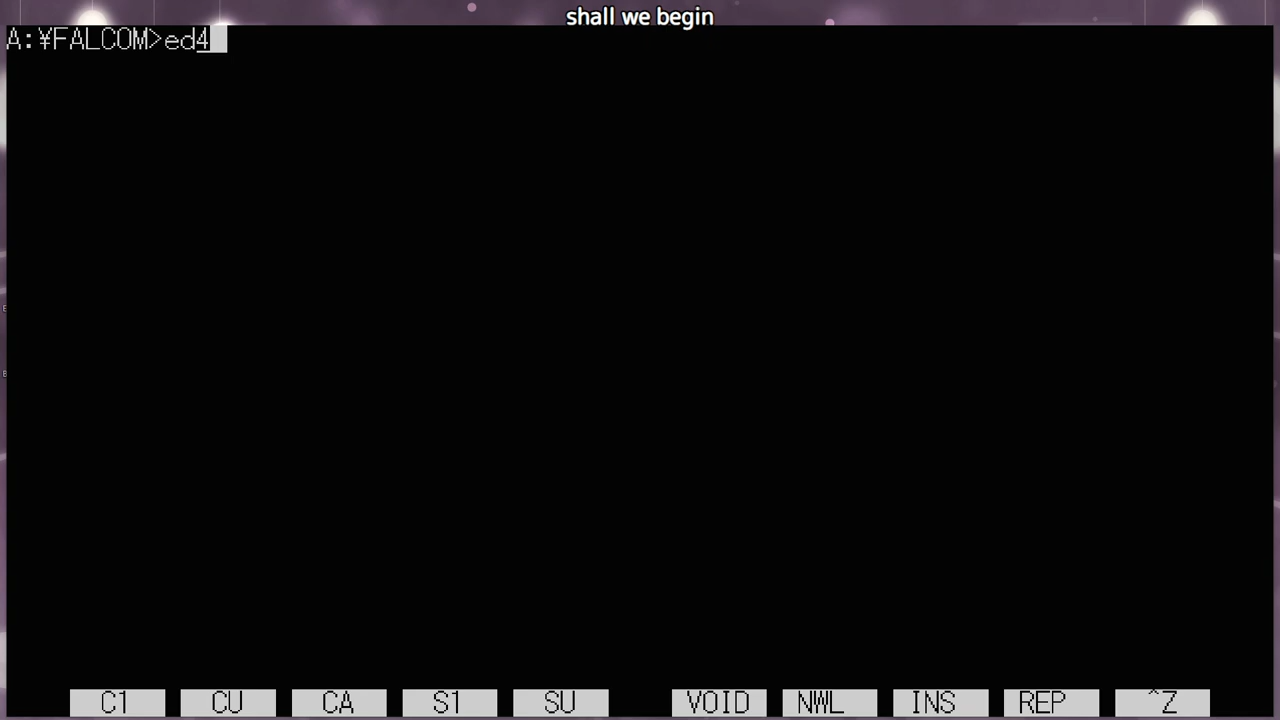 shall we begin
A:¥FALCOM>ed4
C1 CU CA S1 SU VOID NWL INS REP ^Z